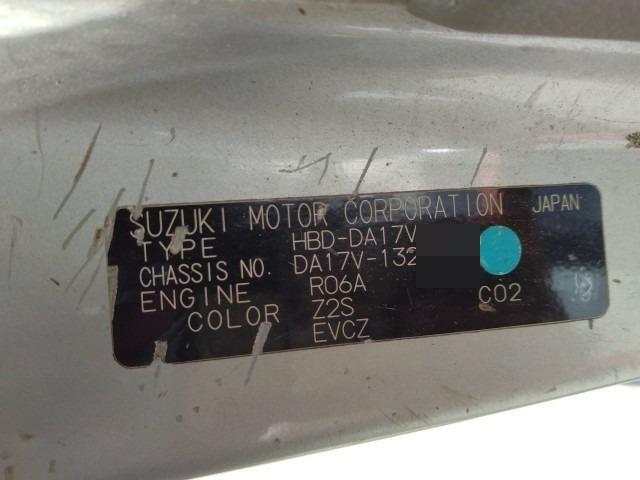 SUZUKI MOTOR CORPORATION JAPAN
TYPE HBD-DA17V
CHASSIS NO. DA17V-132
ENGINE R06A C02
COLOR Z2S
EVCZ